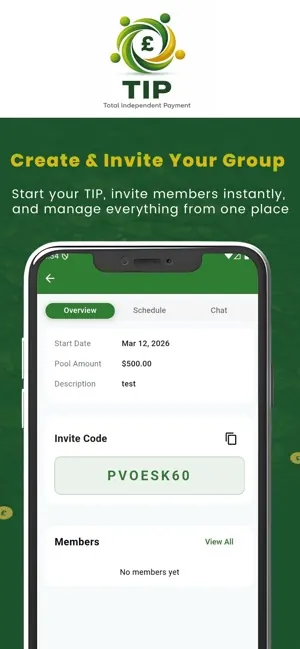 £
TIP
Total Independent Payment
Create & Invite Your Group
Start your TIP, invite members instantly,
and manage everything from one place
Overview Schedule Chat
Start Date Mar 12, 2026
Pool Amount $500.00
Description test
Invite Code
PVOESK60
Members View All
No members yet